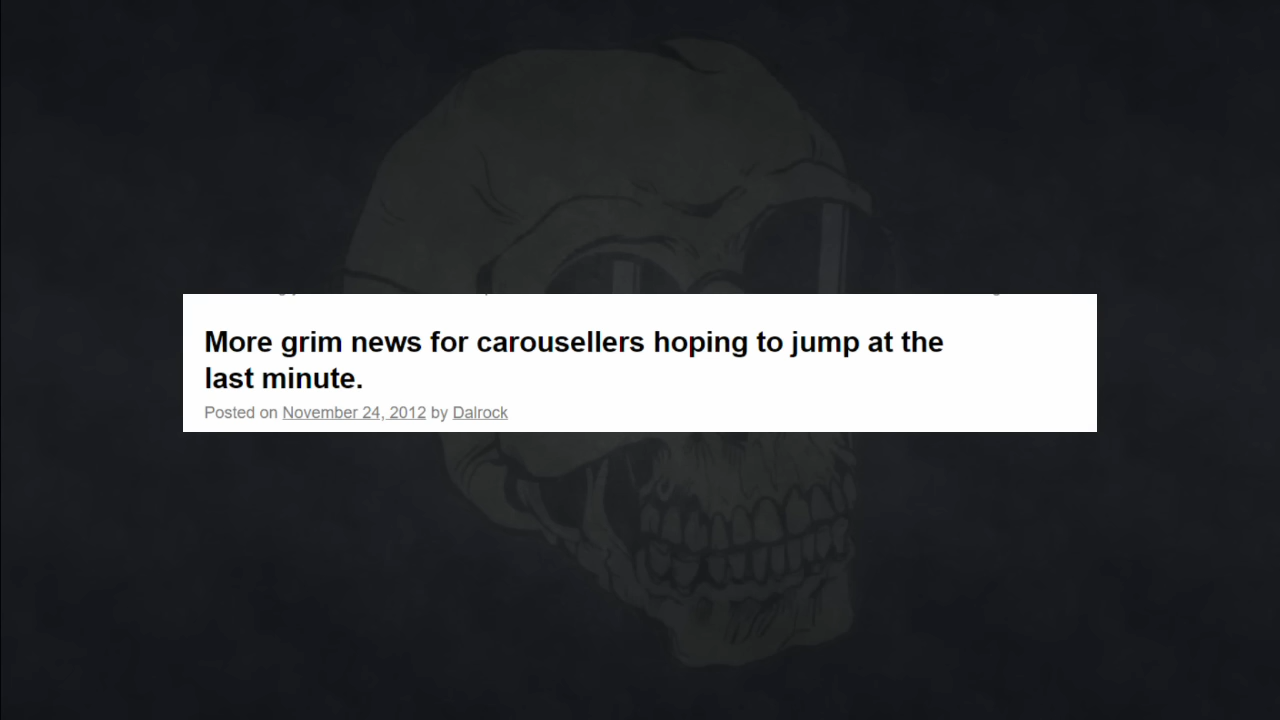 More grim news for carousellers hoping to jump at the
last minute.
Posted on November 24, 2012 by Dalrock